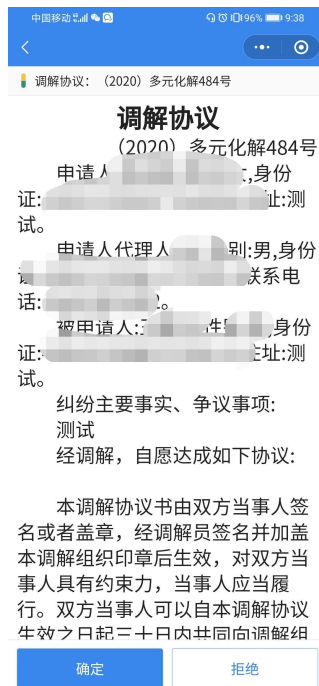 中国移动
96% 9:38
调解协议：（2020）多元化解484号
调解协议
（2020）多元化解484号
申请人 女,身份
证: 址:测
试。
申请人代理人 别:男,身份
联系电
话: 。
被申请人: 性 身份
证: 住址:测
试。
纠纷主要事实、争议事项:
测试
经调解，自愿达成如下协议:
本调解协议书由双方当事人签
名或者盖章，经调解员签名并加盖
本调解组织印章后生效，对双方当
事人具有约束力，当事人应当履
行。双方当事人可以自本调解协议
生效之日起三十日内共同向调解组
确定
拒绝